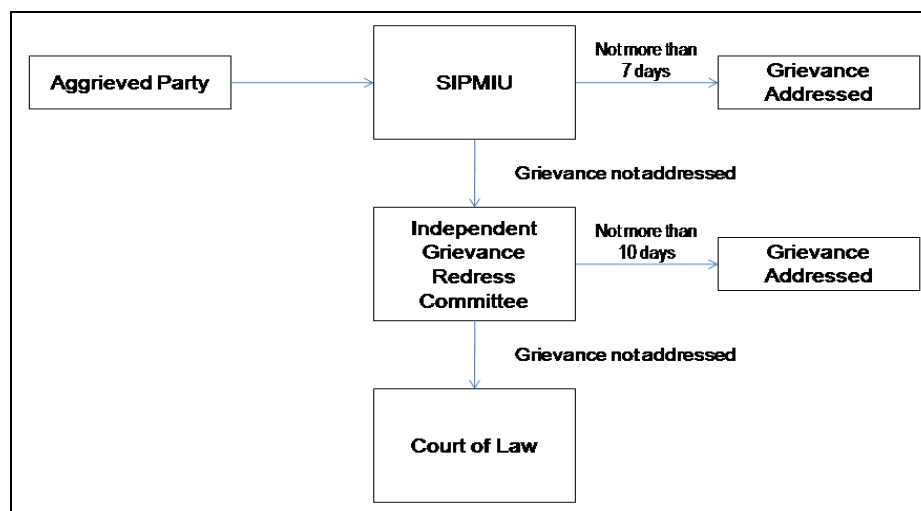 Aggrieved Party
SIPMIU
Not more than
7 days
Grievance
Addressed
Grievance not addressed
Independent
Grievance
Redress
Committee
Not more than
10 days
Grievance
Addressed
Grievance not addressed
Court of Law